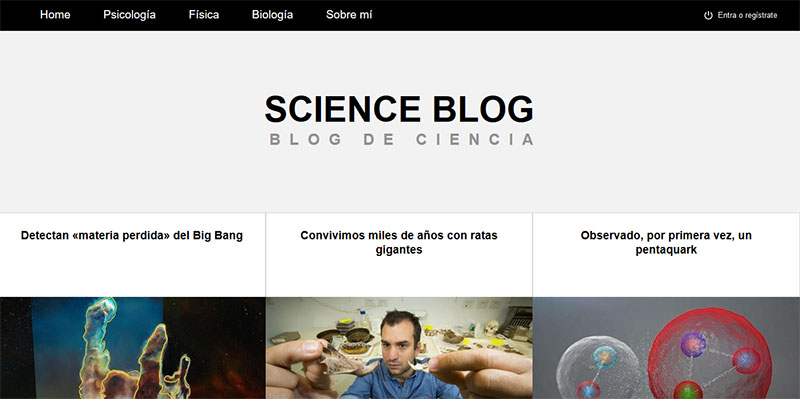 Home Psicología Física Biología Sobre mí Entra o regístrate
SCIENCE BLOG
BLOG DE CIENCIA
Detectan «materia perdida» del Big Bang
Convivimos miles de años con ratas
gigantes
Observado, por primera vez, un
pentaquark